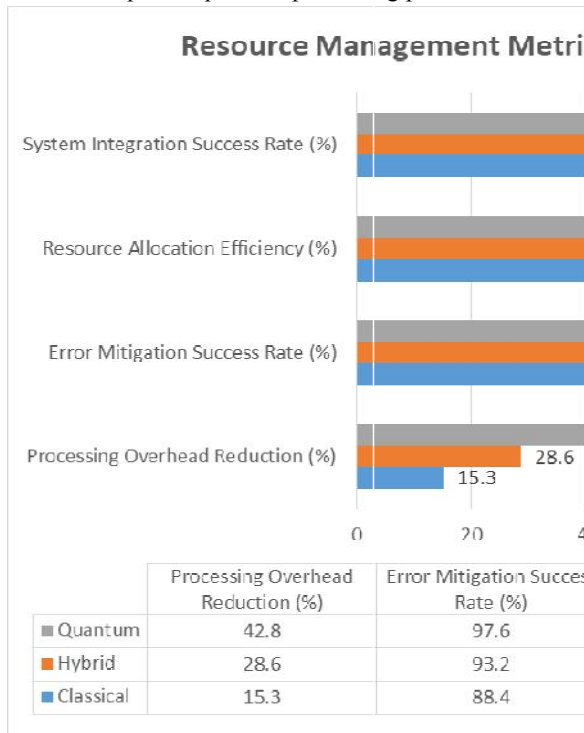 Resource Management Metri
System Integration Success Rate (%)
Resource Allocation Efficiency (%)
Error Mitigation Success Rate (%)
Processing Overhead Reduction (%)
28.6
15.3
0 20 4
Processing Overhead Reduction (%) Error Mitigation Succes Rate (%)
Quantum 42.8 97.6
Hybrid 28.6 93.2
Classical 15.3 88.4